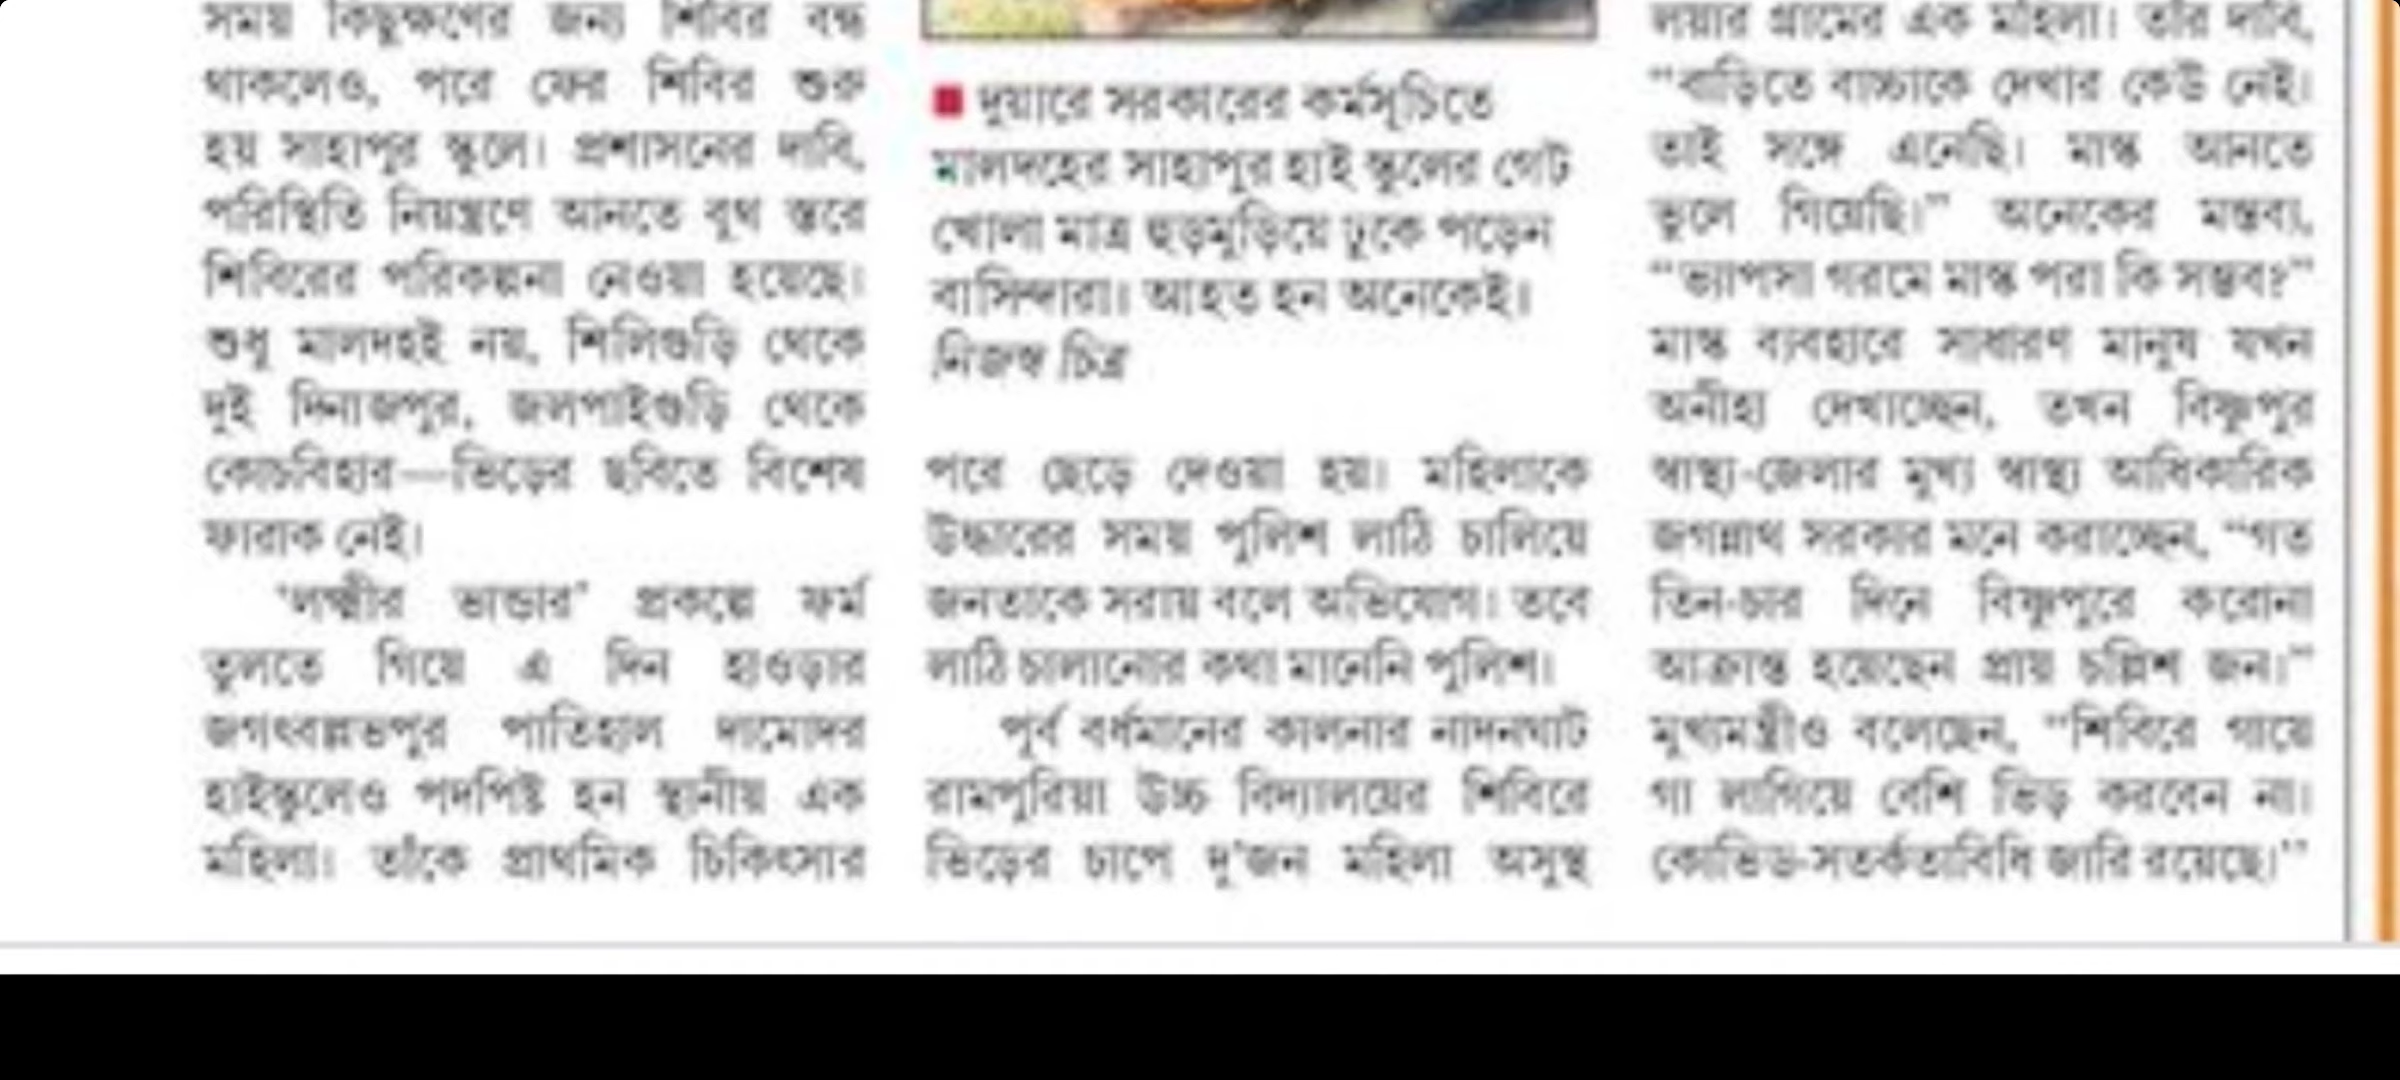 সময় কিছুক্ষণের জন্য শিবির বন্ধ
থাকলেও, পরে ফের শিবির শুরু
হয় সাহাপুর স্কুলে। প্রশাসনের দাবি,
পরিস্থিতি নিয়ন্ত্রণে আনতে বুথ স্তরে
শিবিরের পরিকল্পনা নেওয়া হয়েছে।
শুধু মালদহই নয়, শিলিগুড়ি থেকে
দুই দিনাজপুর, জলপাইগুড়ি থেকে
কোচবিহার—ভিড়ের ছবিতে বিশেষ
ফারাক নেই।
‘লক্ষ্মীর ভান্ডার’ প্রকল্পে ফর্ম
তুলতে গিয়ে এ দিন হাওড়ার
জগৎবল্লভপুর পাতিহাল দামোদর
হাইস্কুলেও পদপিষ্ট হন স্থানীয় এক
মহিলা। তাঁকে প্রাথমিক চিকিৎসার
■ দুয়ারে সরকারের কর্মসূচিতে
মালদহের সাহাপুর হাই স্কুলের গেট
খোলা মাত্র হুড়মুড়িয়ে ঢুকে পড়েন
বাসিন্দারা। আহত হন অনেকেই।
নিজস্ব চিত্র
পরে ছেড়ে দেওয়া হয়। মহিলাকে
উদ্ধারের সময় পুলিশ লাঠি চালিয়ে
জনতাকে সরায় বলে অভিযোগ। তবে
লাঠি চালানোর কথা মানেনি পুলিশ।
পূর্ব বর্ধমানের কালনার নাদনঘাট
রামপুরিয়া উচ্চ বিদ্যালয়ের শিবিরে
ভিড়ের চাপে দু’জন মহিলা অসুস্থ
লয়ার গ্রামের এক মহিলা। তাঁর দাবি,
“বাড়িতে বাচ্চাকে দেখার কেউ নেই।
তাই সঙ্গে এনেছি। মাস্ক আনতে
ভুলে গিয়েছি।” অনেকের মন্তব্য,
“ভ্যাপসা গরমে মাস্ক পরা কি সম্ভব?”
মাস্ক ব্যবহারে সাধারণ মানুষ যখন
অনীহা দেখাচ্ছেন, তখন বিষ্ণুপুর
স্বাস্থ্য-জেলার মুখ্য স্বাস্থ্য আধিকারিক
জগন্নাথ সরকার মনে করাচ্ছেন, “গত
তিন-চার দিনে বিষ্ণুপুরে করোনা
আক্রান্ত হয়েছেন প্রায় চল্লিশ জন।”
মুখ্যমন্ত্রীও বলেছেন, “শিবিরে গায়ে
গা লাগিয়ে বেশি ভিড় করবেন না।
কোভিড-সতর্কতাবিধি জারি রয়েছে।’’